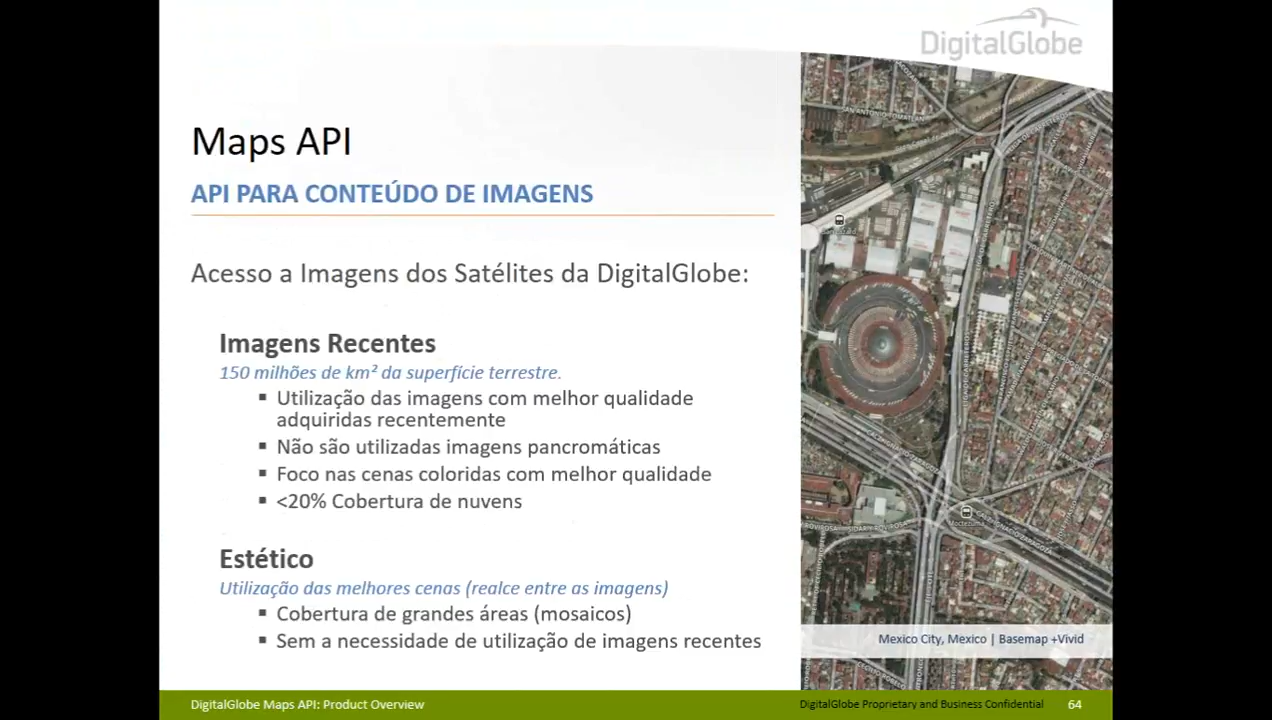 DigitalGlobe
Maps API
API PARA CONTEÚDO DE IMAGENS
Acesso a Imagens dos Satélites da DigitalGlobe:
Imagens Recentes
150 milhões de km² da superfície terrestre.
▪ Utilização das imagens com melhor qualidade
adquiridas recentemente
▪ Não são utilizadas imagens pancromáticas
▪ Foco nas cenas coloridas com melhor qualidade
▪ <20% Cobertura de nuvens
Estético
Utilização das melhores cenas (realce entre as imagens)
▪ Cobertura de grandes áreas (mosaicos)
▪ Sem a necessidade de utilização de imagens recentes
SAN ANTONIO TOMATLAN
Moctezuma
Mexico City, Mexico | Basemap +Vivid
DigitalGlobe Maps API: Product Overview
DigitalGlobe Proprietary and Business Confidential
64